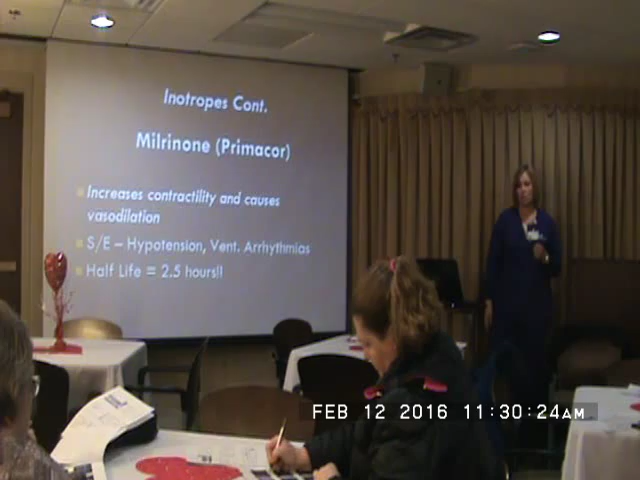 Inotropes Cont.
Milrinone (Primacor)
Increases contractility and causes
vasodilation
S/E – Hypotension, Vent. Arrhythmias
Half Life = 2.5 hours!!
FEB 12 2016 11:30:24AM